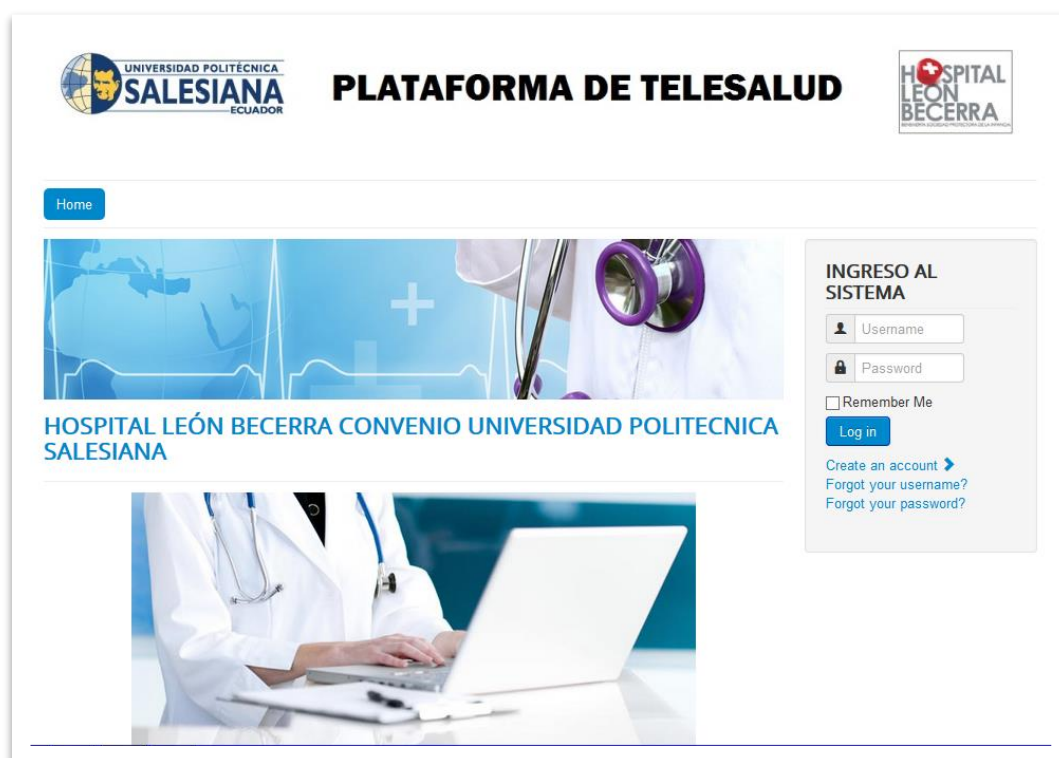 UNIVERSIDAD POLITÉCNICA
SALESIANA
ECUADOR
PLATAFORMA DE TELESALUD
HOSPITAL
LEÓN
BECERRA
Home
INGRESO AL
SISTEMA
Username
Password
Remember Me
Log in
Create an account
Forgot your username?
Forgot your password?
HOSPITAL LEÓN BECERRA CONVENIO UNIVERSIDAD POLITECNICA
SALESIANA